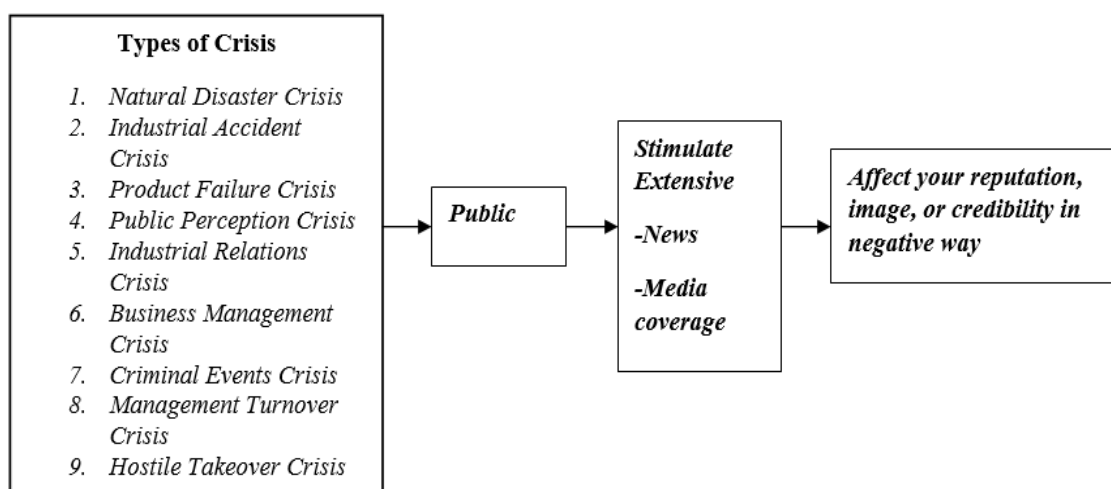 Types of Crisis
1. Natural Disaster Crisis
2. Industrial Accident
Crisis
3. Product Failure Crisis
4. Public Perception Crisis
5. Industrial Relations
Crisis
6. Business Management
Crisis
7. Criminal Events Crisis
8. Management Turnover
Crisis
9. Hostile Takeover Crisis
Public
Stimulate
Extensive
-News
-Media
coverage
Affect your reputation,
image, or credibility in
negative way